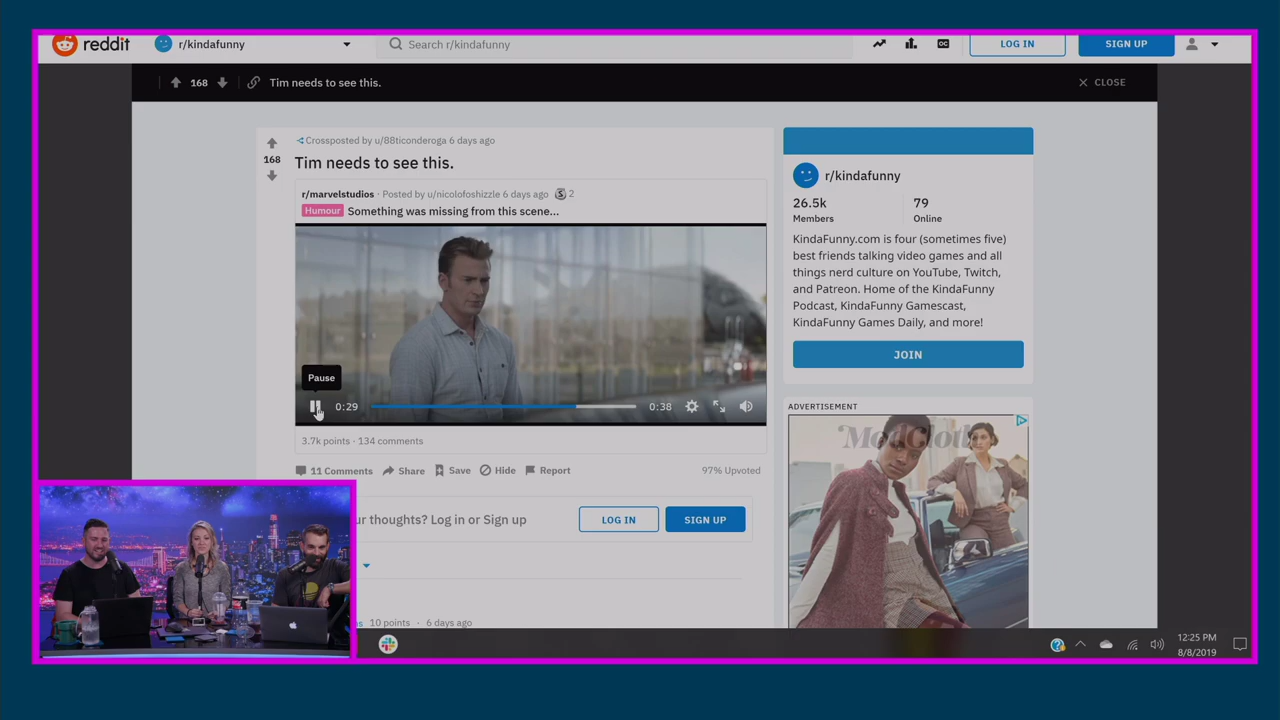 reddit
r/kindafunny
Search r/kindafunny
LOG IN
SIGN UP
168
Tim needs to see this.
CLOSE
Crossposted by u/88ticonderoga 6 days ago
168
Tim needs to see this.
r/marvelstudios · Posted by u/nicolofoshizzle 6 days ago S 2
Humour Something was missing from this scene...
Pause
0:29
0:38
3.7k points · 134 comments
11 Comments Share Save Hide Report 97% Upvoted
ur thoughts? Log in or Sign up
LOG IN
SIGN UP
10 points · 6 days ago
r/kindafunny
26.5k
Members
79
Online
KindaFunny.com is four (sometimes five)
best friends talking video games and all
things nerd culture on YouTube, Twitch,
and Patreon. Home of the KindaFunny
Podcast, KindaFunny Gamescast,
KindaFunny Games Daily, and more!
JOIN
ADVERTISEMENT
ModCloth
12:25 PM
8/8/2019